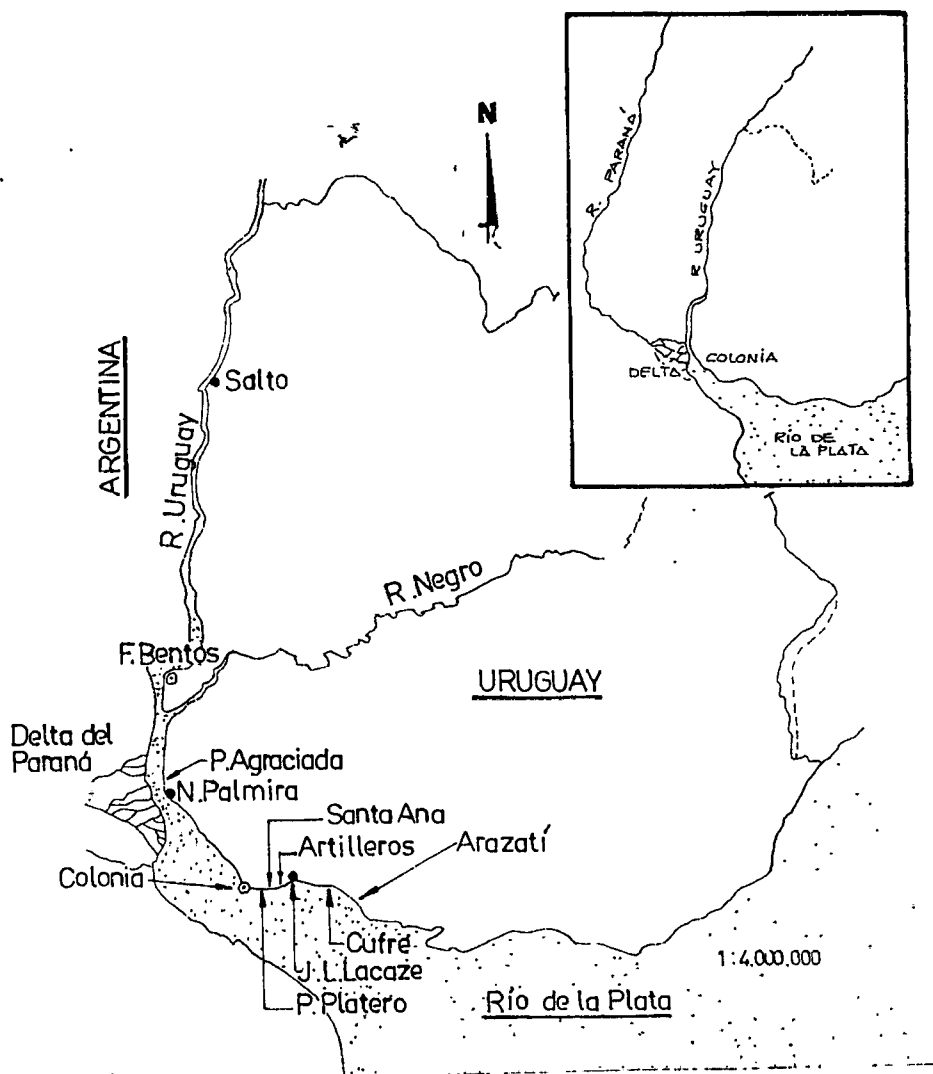 N
R. PARANÁ
R URUGUAY
DELTA
COLONIA
RÍO DE
LA PLATA
ARGENTINA
Salto
R.Uruguay
R.Negro
F.Bentos
URUGUAY
Delta del
Paraná
P.Agraciada
N.Palmira
Santa Ana
Artilleros
Arazatí
Colonia
Cufré
J.L.Lacaze
P.Platero
1:4.000.000
Río de la Plata